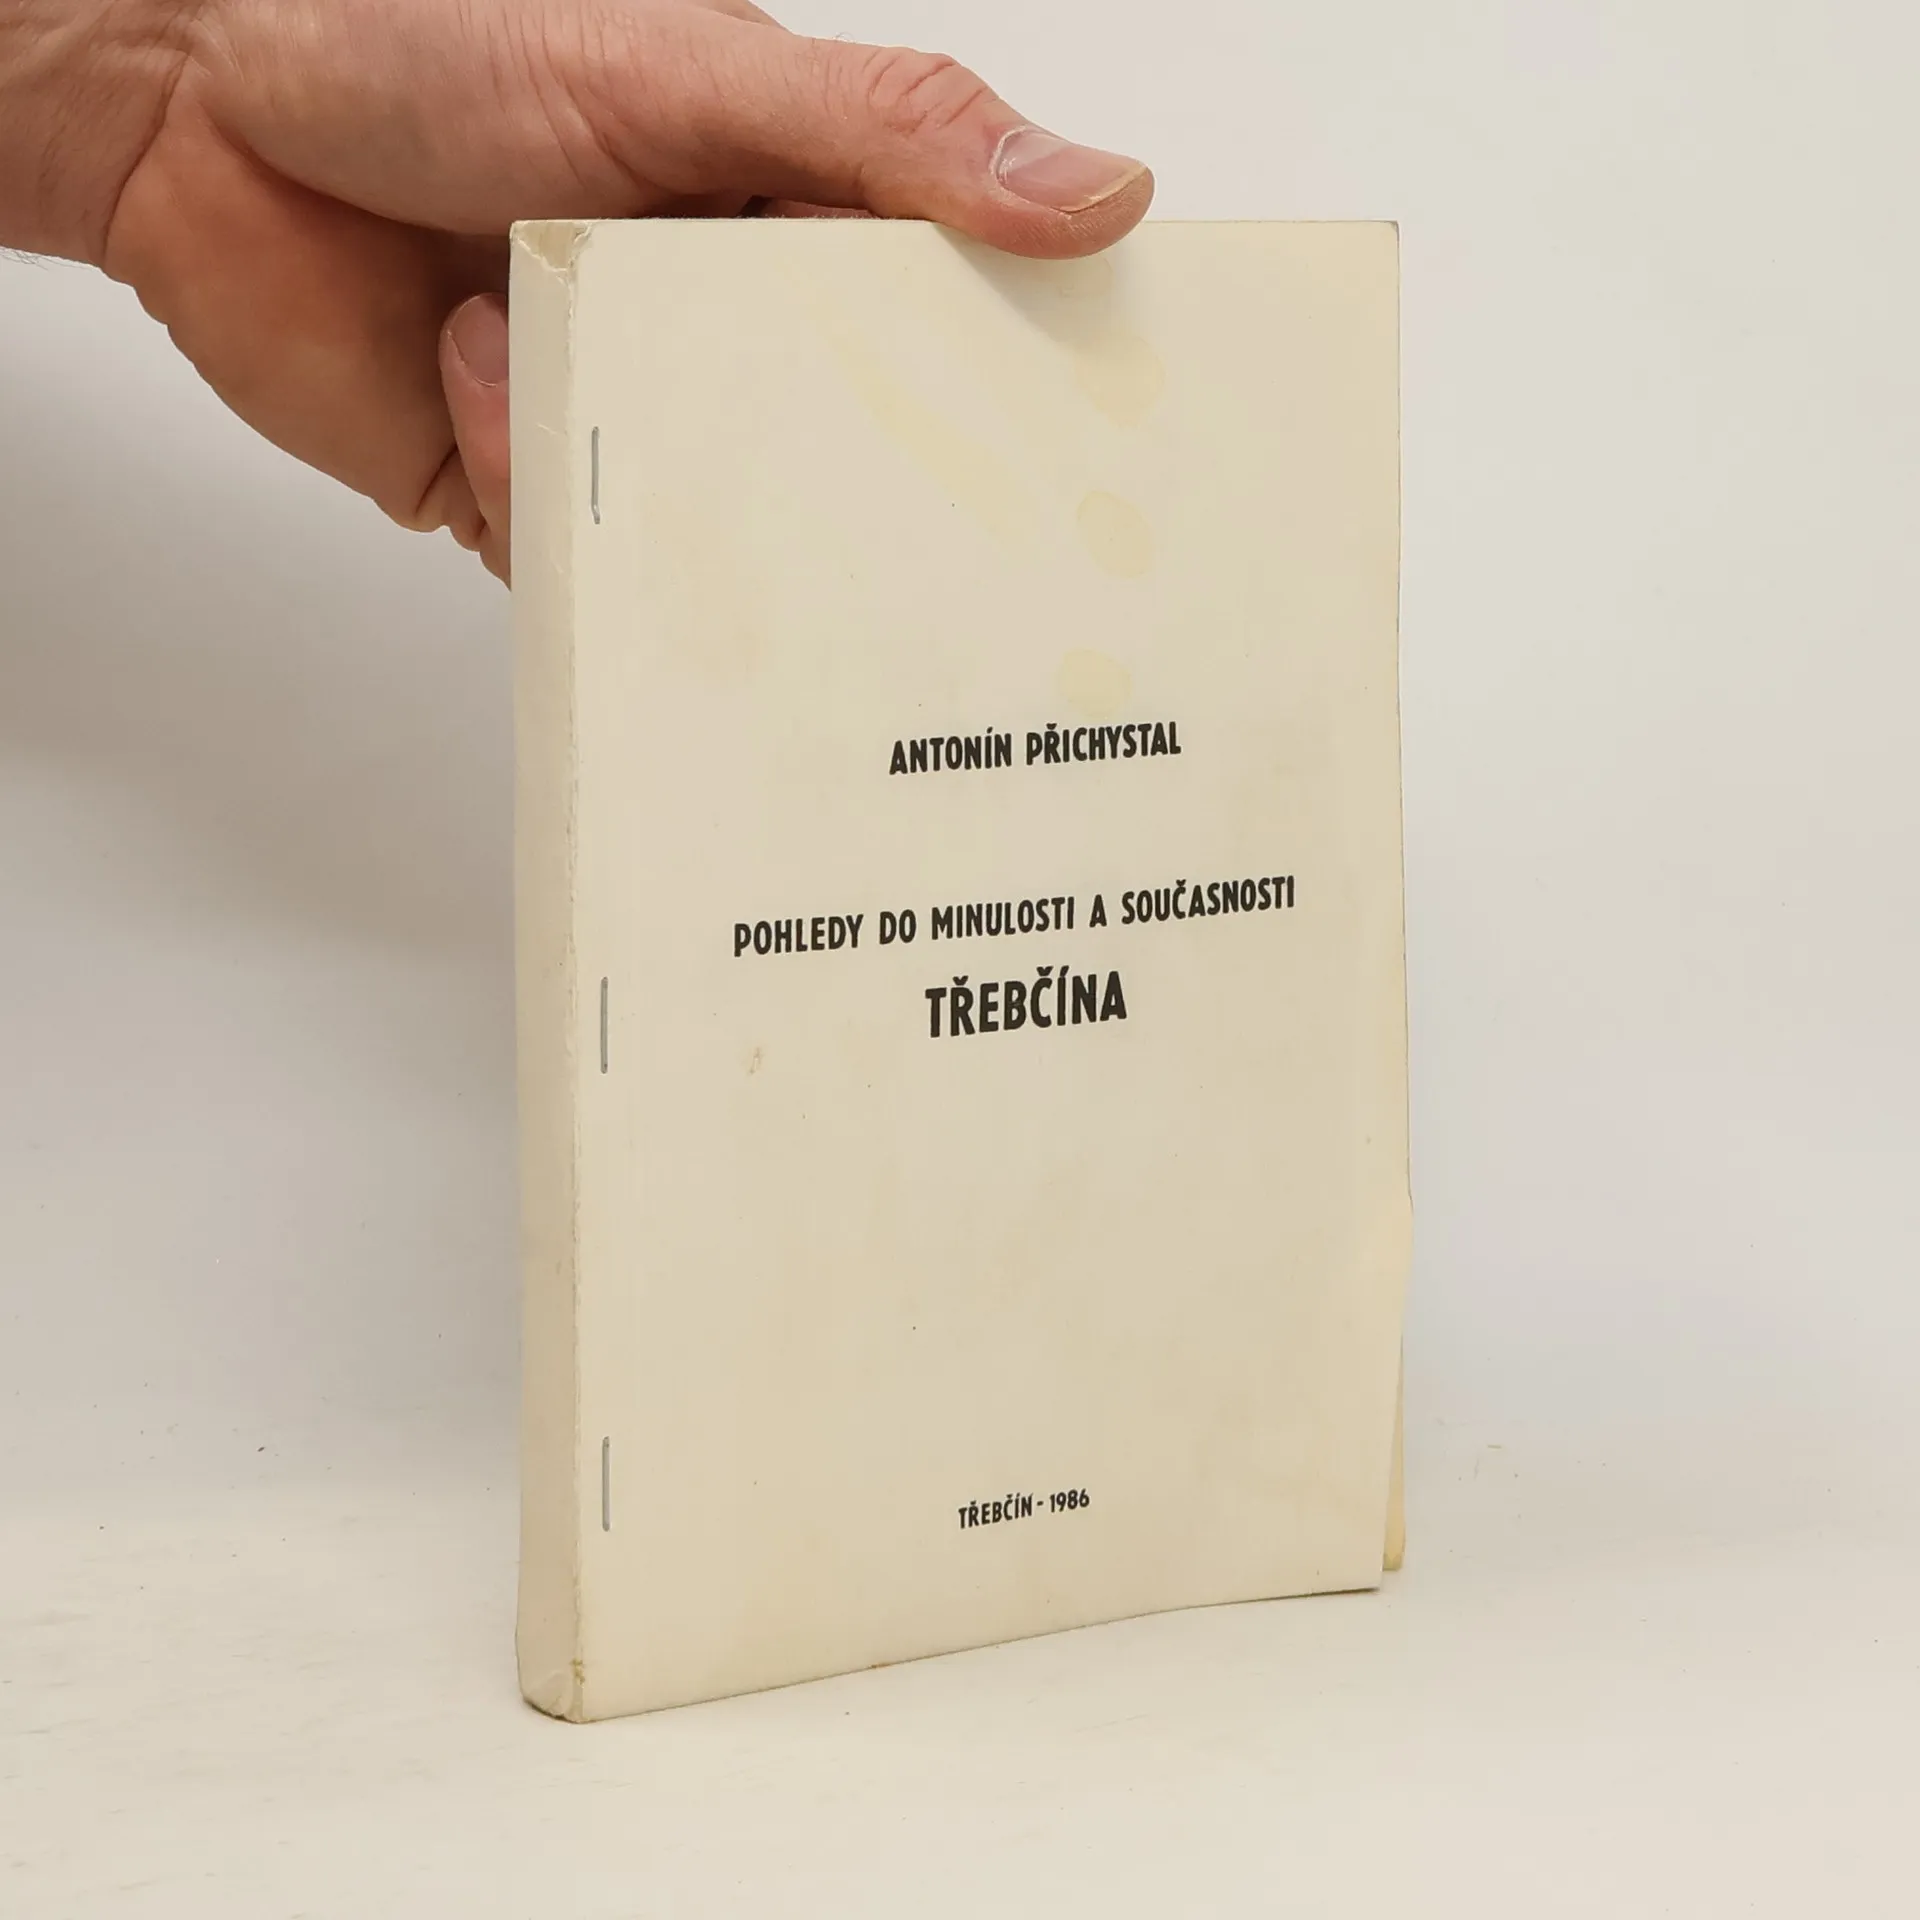 ANTONÍN PŘICHYSTAL
POHLEDY DO MINULOSTI A SOUČASNOSTI
TŘEBČÍNA
TŘEBČÍN - 1986